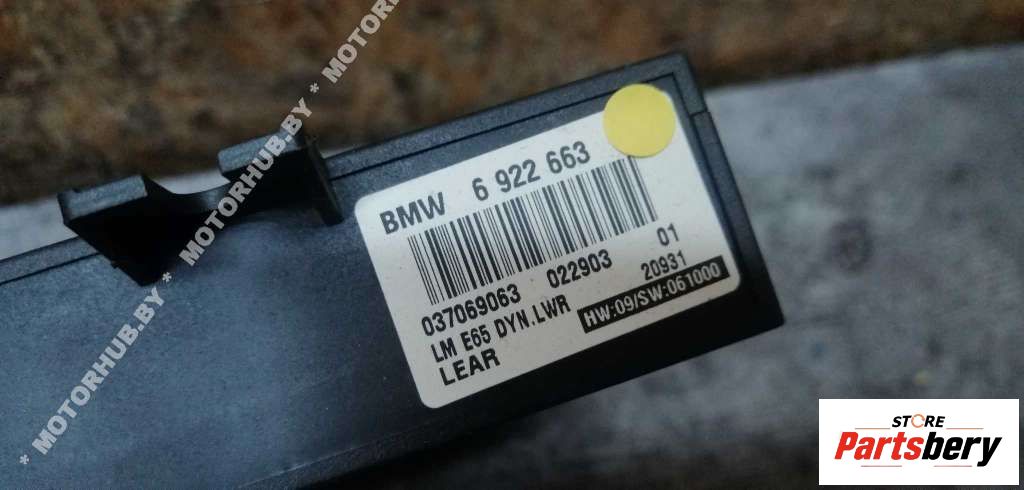 BMW 6 922 663
037069063 022903 01
LM E65 DYN.LWR 20931
LEAR HW:09/SW:061000
* MOTORHUB.BY * MOTORHUB.BY * MOTORHUB.BY * MOTOR
STORE
Partsbery